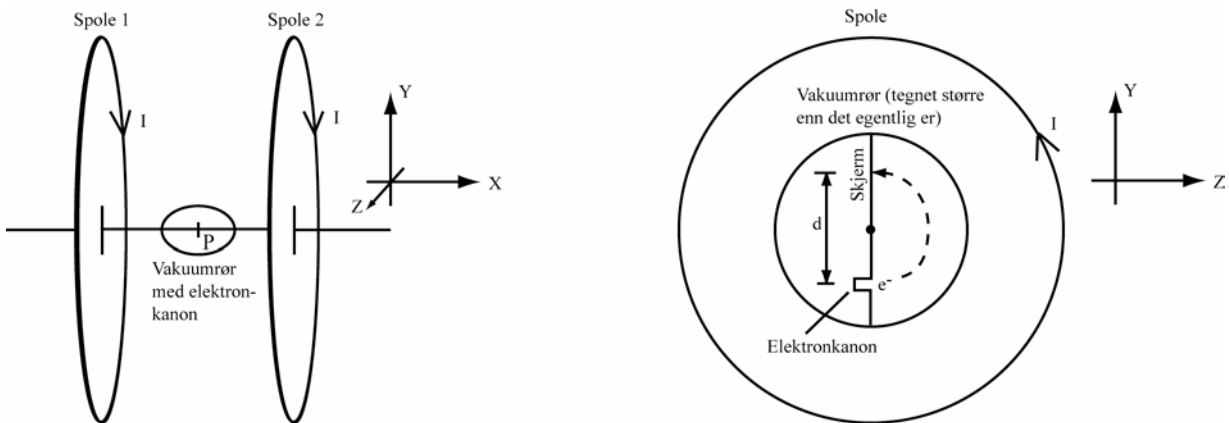 Spole 1
Spole 2
I
I
Y
X
Z
P
Vakuumrør
med elektron-
kanon
Spole
Vakuumrør (tegnet større
enn det egentlig er)
I
Y
Z
Skjerm
d
e-
Elektronkanon